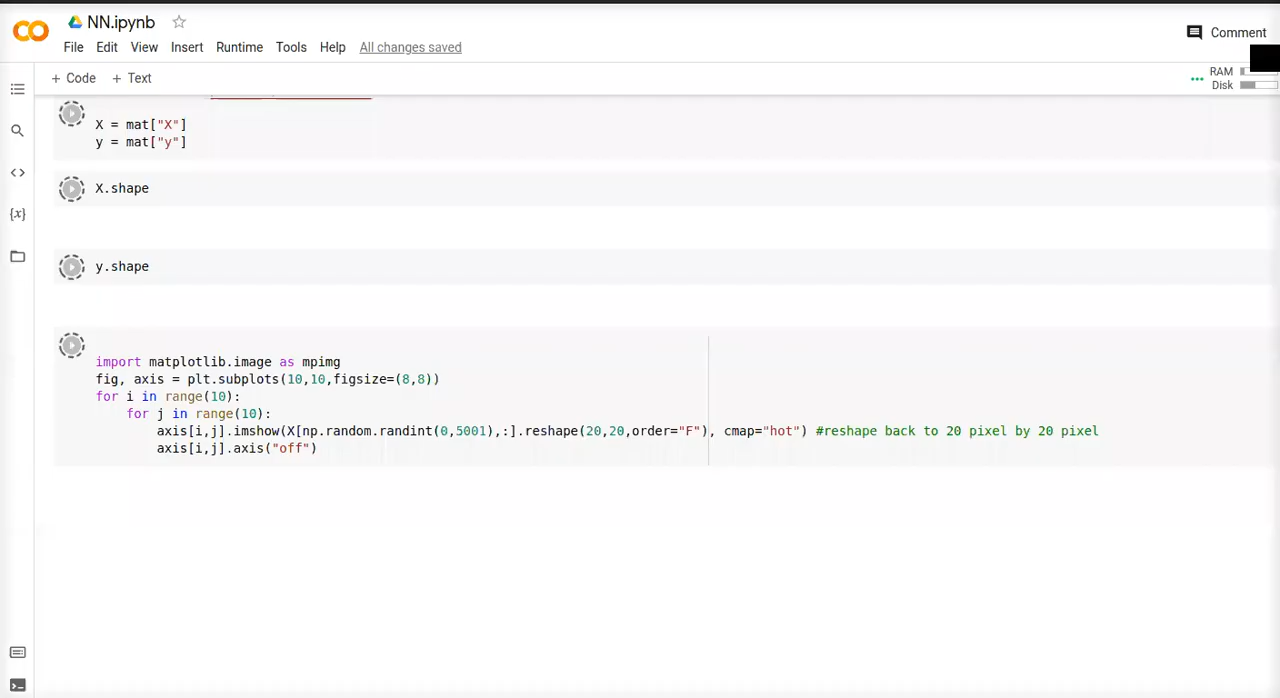 NN.ipynb
File Edit View Insert Runtime Tools Help All changes saved
Comment
+ Code + Text
RAM
Disk
X = mat["X"]
y = mat["y"]
X.shape
y.shape
import matplotlib.image as mpimg
fig, axis = plt.subplots(10,10,figsize=(8,8))
for i in range(10):
    for j in range(10):
        axis[i,j].imshow(X[np.random.randint(0,5001),:].reshape(20,20,order="F"), cmap="hot") #reshape back to 20 pixel by 20 pixel
        axis[i,j].axis("off")